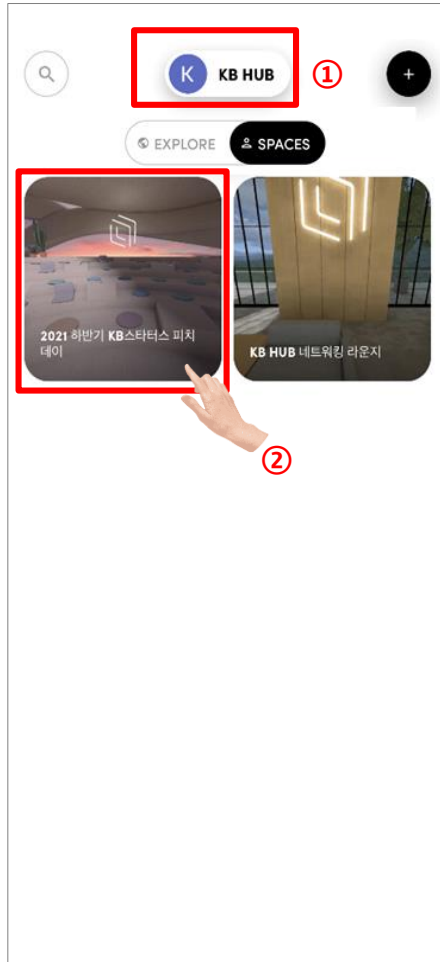 K KB HUB ①
+
EXPLORE SPACES
2021 하반기 KB스타터스 피치
데이
KB HUB 네트워킹 라운지
②